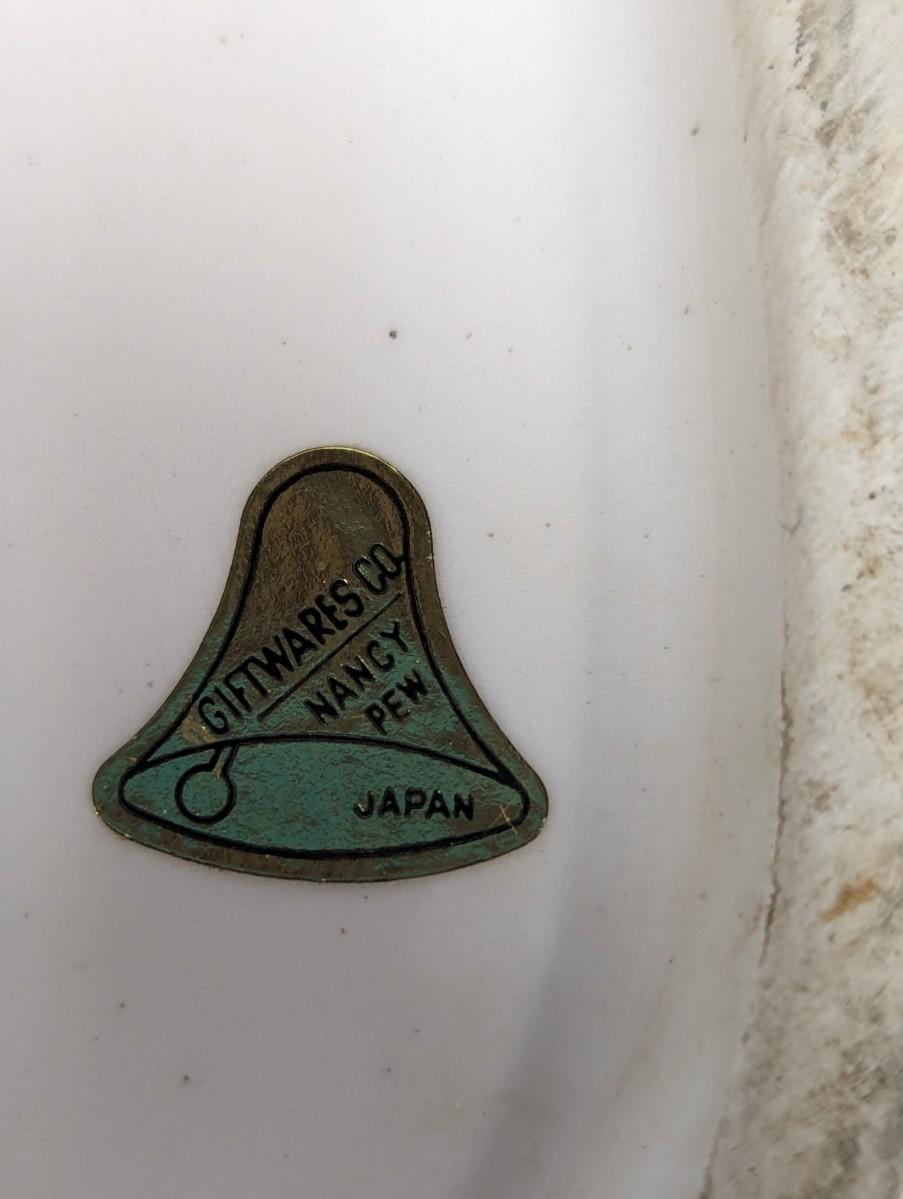 GIFTWARES CO.
NANCY
PEW
JAPAN